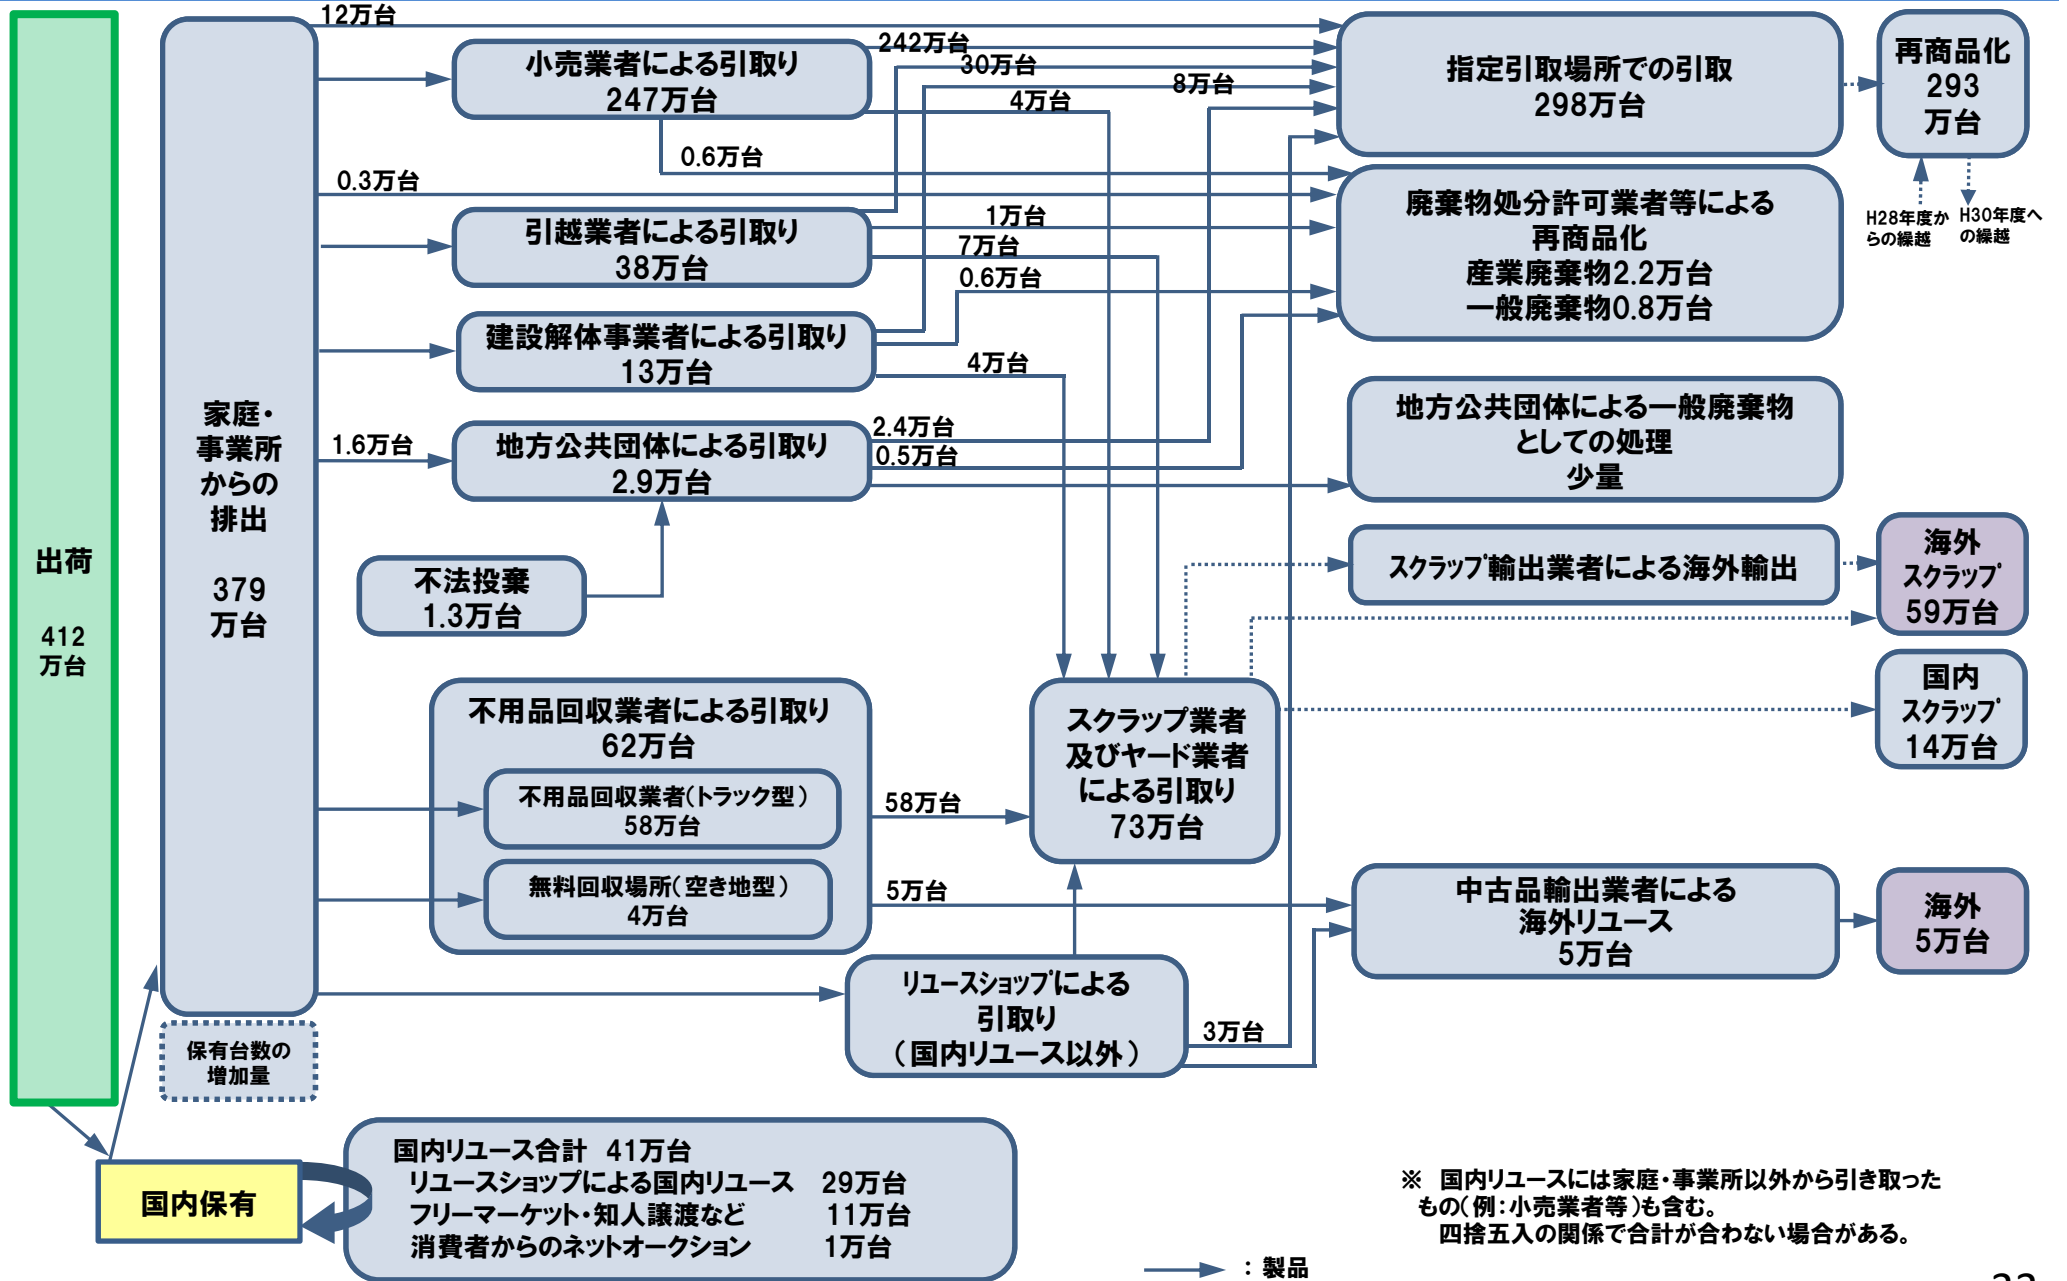 出荷
412
万台
家庭・
事業所
からの
排出
379
万台
保有台数の
増加量
国内保有
12万台
小売業者による引取り
247万台
242万台
30万台
8万台
4万台
0.6万台
0.3万台
引越業者による引取り
38万台
1万台
7万台
0.6万台
建設解体事業者による引取り
13万台
4万台
1.6万台
地方公共団体による引取り
2.9万台
2.4万台
0.5万台
不法投棄
1.3万台
不用品回収業者による引取り
62万台
不用品回収業者(トラック型)
58万台
無料回収場所(空き地型)
4万台
58万台
5万台
スクラップ業者
及びヤード業者
による引取り
73万台
リユースショップによる
引取り
(国内リユース以外)
3万台
指定引取場所での引取
298万台
再商品化
293
万台
H28年度か
らの繰越
H30年度へ
の繰越
廃棄物処分許可業者等による
再商品化
産業廃棄物2.2万台
一般廃棄物0.8万台
地方公共団体による一般廃棄物
としての処理
少量
スクラップ輸出業者による海外輸出
海外
スクラップ
59万台
国内
スクラップ
14万台
中古品輸出業者による
海外リユース
5万台
海外
5万台
国内リユース合計 41万台
リユースショップによる国内リユース 29万台
フリーマーケット・知人譲渡など 11万台
消費者からのネットオークション 1万台
※ 国内リユースには家庭・事業所以外から引き取った
もの(例:小売業者等)も含む。
四捨五入の関係で合計が合わない場合がある。
:製品